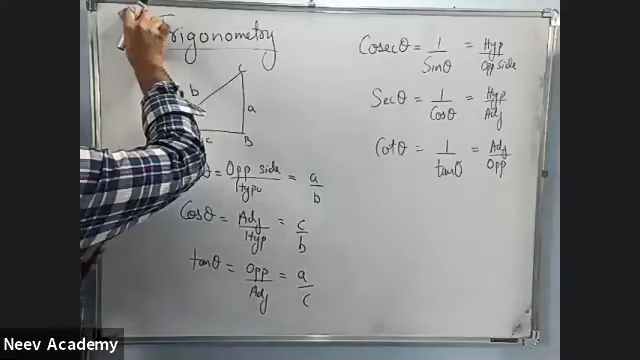 Trigonometry
C
b
a
c
B
θ = Opp side / Hypo = a/b
Cosθ = Adj/Hyp = c/b
tanθ = Opp/Adj = a/c
Cosecθ = 1/Sinθ = Hyp/Opp side
Secθ = 1/Cosθ = Hyp/Adj
Cotθ = 1/tanθ = Adj/Opp
Neev Academy